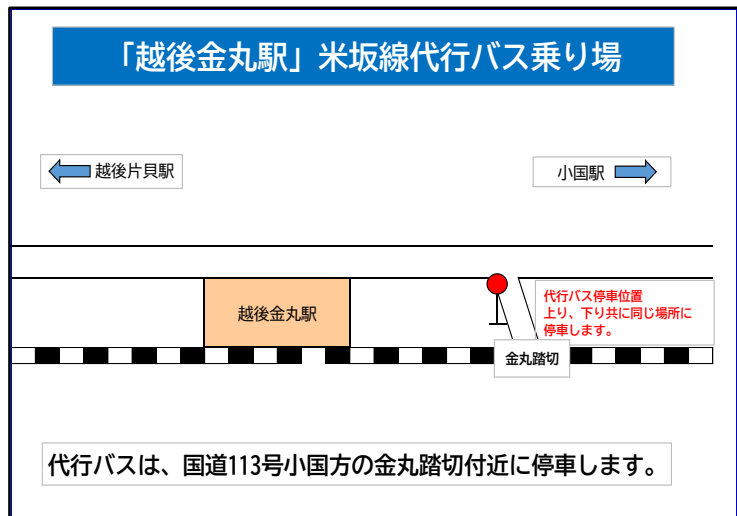 「越後金丸駅」米坂線代行バス乗り場
越後片貝駅
小国駅
越後金丸駅
代行バス停車位置
上り、下り共に同じ場所に
停車します。
金丸踏切
代行バスは、国道113号小国方の金丸踏切付近に停車します。